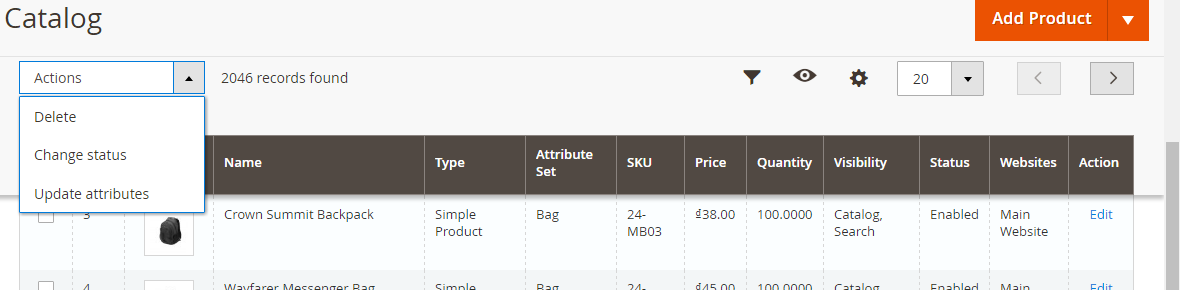 Catalog
Add Product
Actions
2046 records found
20
Delete
Change status
Update attributes
Name Type Attribute Set SKU Price Quantity Visibility Status Websites Action
3 Crown Summit Backpack Simple Product Bag 24-MB03 ₫38.00 100.0000 Catalog, Search Enabled Main Website Edit
4 Wayfarer Messenger Bag Simple Bag 24- ₫45.00 100.0000 Catalog, Enabled Main Edit